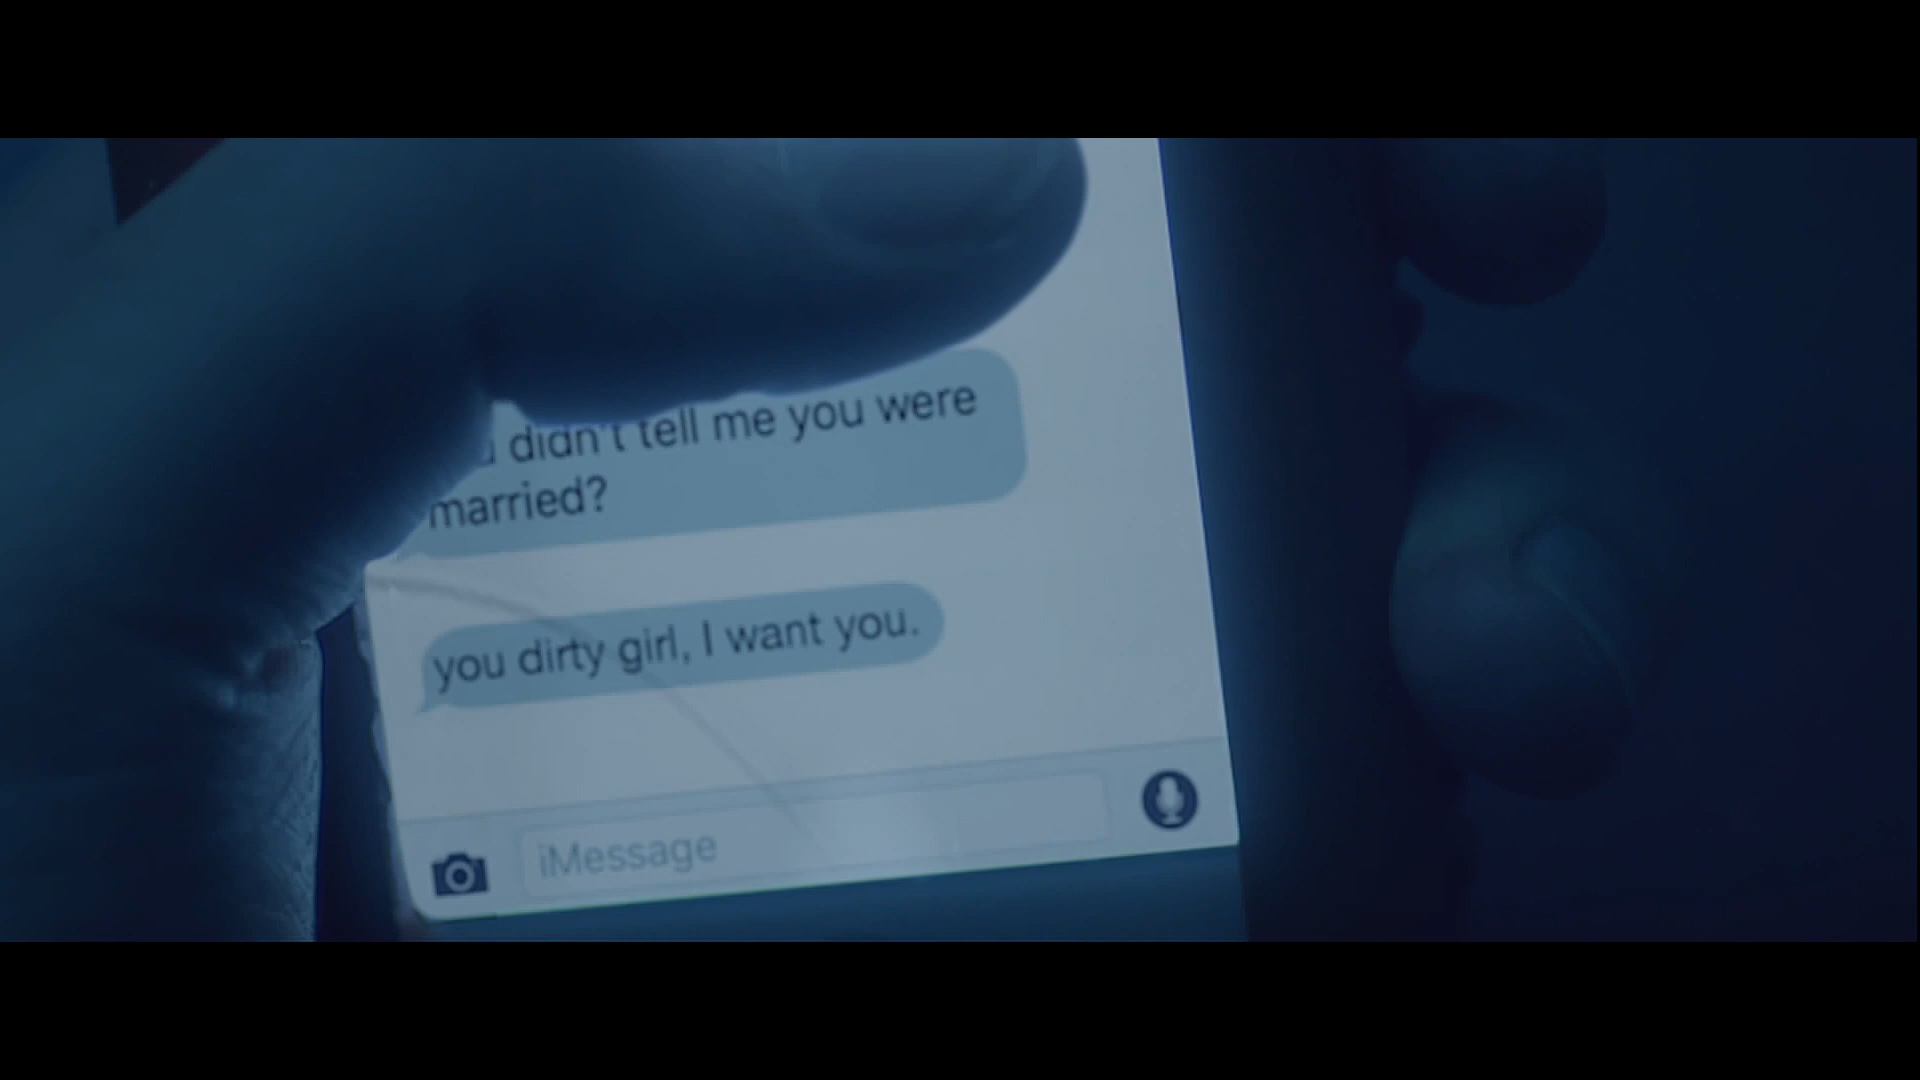 didn't tell me you were
married?
you dirty girl, I want you.
iMessage